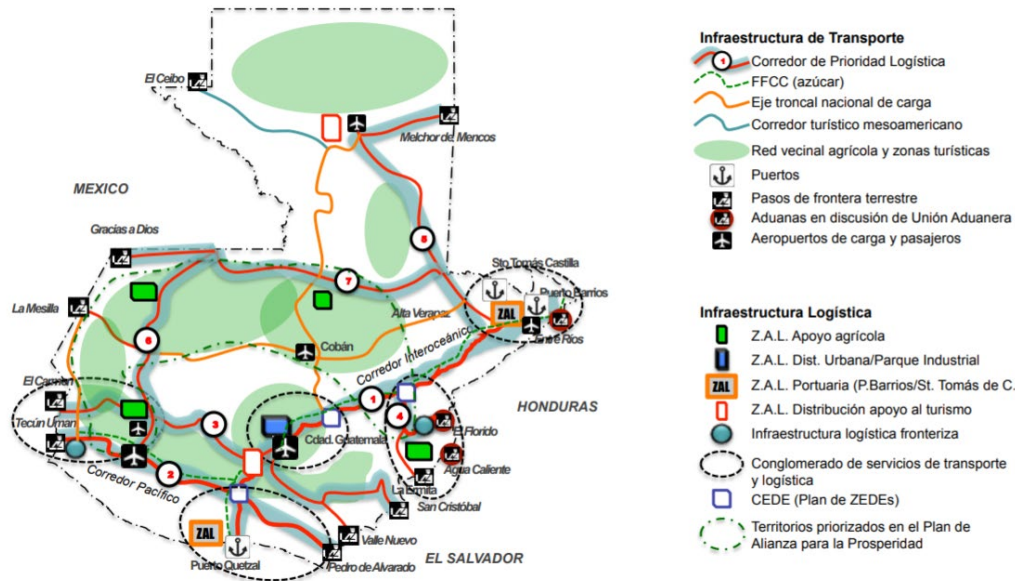 El Ceibo
Melchor de Mencos
MEXICO
Gracias a Dios
5
Sto Tomás Castilla
7
Puerto Barrios
La Mesilla
Alta Verapaz
ZAL
Entre Rios
6
Cobán
Corredor Interoceánico
El Carmen
1
HONDURAS
Tecún Uman
3
4
El Florido
Cdad. Guatemala
Agua Caliente
Corredor Pacífico
2
La Ermita
San Cristóbal
ZAL
Valle Nuevo
Puerto Quetzal
Pedro de Alvarado
EL SALVADOR
Infraestructura de Transporte
1
Corredor de Prioridad Logística
FFCC (azúcar)
Eje troncal nacional de carga
Corredor turístico mesoamericano
Red vecinal agrícola y zonas turísticas
Puertos
Pasos de frontera terrestre
Aduanas en discusión de Unión Aduanera
Aeropuertos de carga y pasajeros
Infraestructura Logística
Z.A.L. Apoyo agrícola
Z.A.L. Dist. Urbana/Parque Industrial
ZAL
Z.A.L. Portuaria (P.Barrios/St. Tomás de C.
Z.A.L. Distribución apoyo al turismo
Infraestructura logística fronteriza
Conglomerado de servicios de transporte
y logística
CEDE (Plan de ZEDEs)
Territorios priorizados en el Plan de
Alianza para la Prosperidad